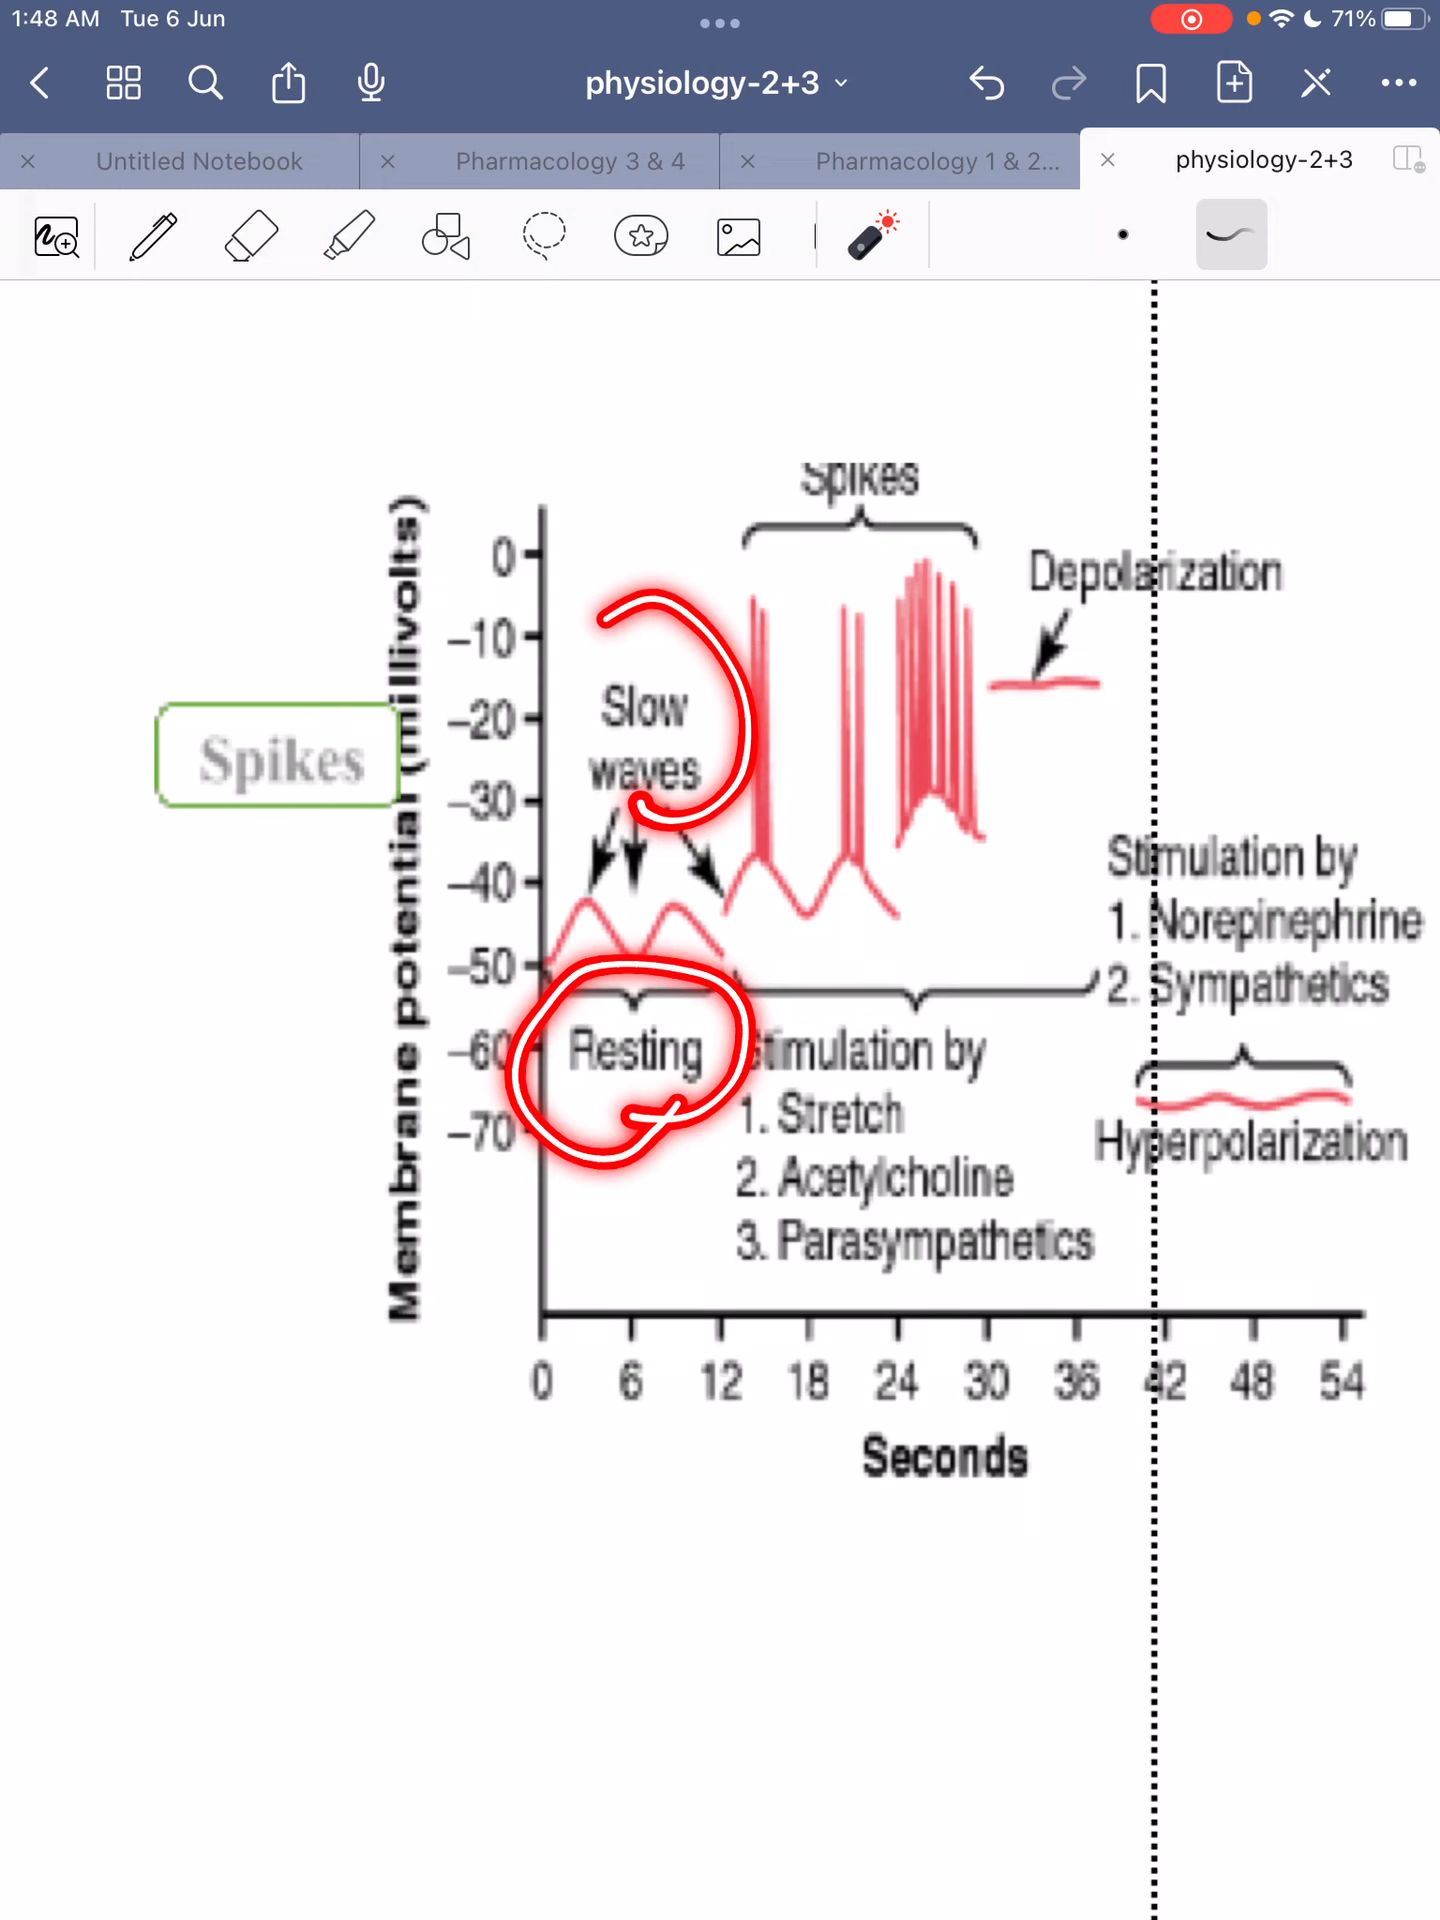 1:48 AM Tue 6 Jun
71%
physiology-2+3
Untitled Notebook
Pharmacology 3 & 4
Pharmacology 1 & 2...
physiology-2+3
Spikes
Spikes
Membrane potential (millivolts)
0
–10
–20
–30
–40
–50
–60
–70
Slow
waves
Depolarization
Resting
Stimulation by
1. Stretch
2. Acetylcholine
3. Parasympathetics
Stimulation by
1. Norepinephrine
2. Sympathetics
Hyperpolarization
0 6 12 18 24 30 36 42 48 54
Seconds